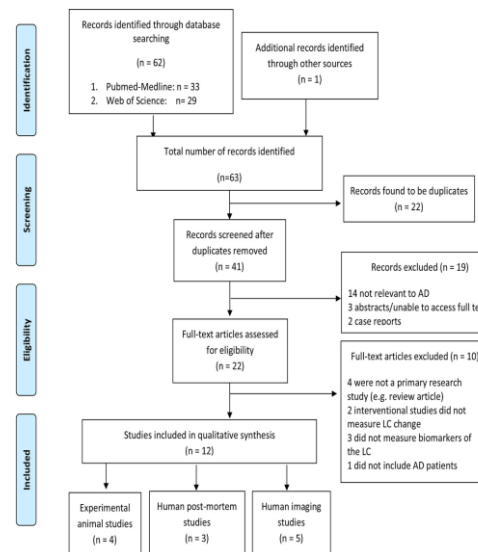 Identification
Records identified through database
searching
(n = 62)
1. Pubmed-Medline: n = 33
2. Web of Science: n= 29
Additional records identified
through other sources
(n = 1)
Total number of records identified
(n=63)
Screening
Records found to be duplicates
(n = 22)
Records screened after
duplicates removed
(n = 41)
Records excluded (n = 19)
14 not relevant to AD
3 abstracts/unable to access full te
2 case reports
Eligibility
Full-text articles assessed
for eligibility
(n = 22)
Full-text articles excluded (n = 10)
4 were not a primary research
study (e.g. review article)
2 interventional studies did not
measure LC change
3 did not measure biomarkers of
the LC
1 did not include AD patients
Included
Studies included in qualitative synthesis
(n = 12)
Experimental
animal studies
(n = 4)
Human post-mortem
studies
(n = 3)
Human imaging
studies
(n = 5)